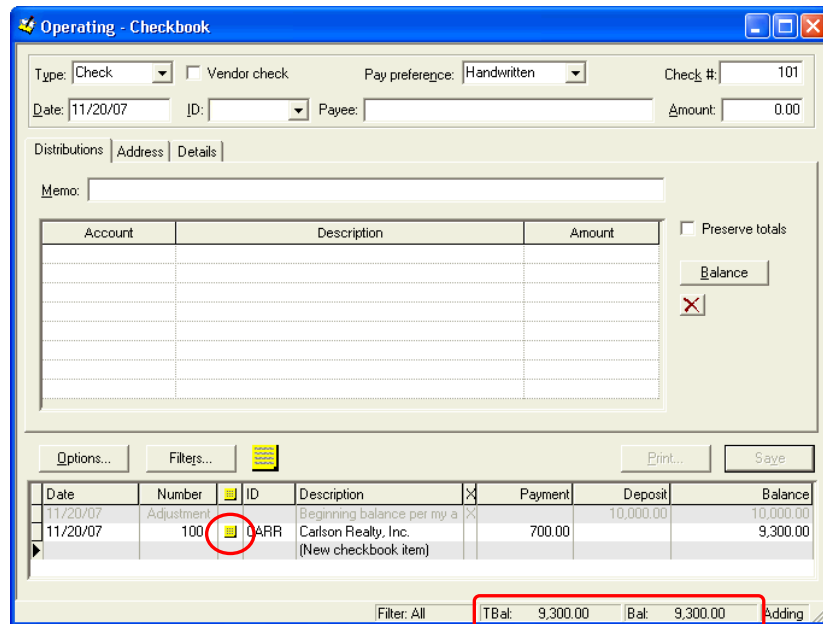 Operating - Checkbook
Type: Check Vendor check Pay preference: Handwritten Check #: 101
Date: 11/20/07 ID: Payee: Amount: 0.00
Distributions Address Details
Memo:
Account Description Amount
Preserve totals
Balance
Options... Filters... Print... Save
Date Number ID Description X Payment Deposit Balance
11/20/07 Adjustment Beginning balance per my a X 10,000.00 10,000.00
11/20/07 100 CARR Carlson Realty, Inc. 700.00 9,300.00
(New checkbook item)
Filter: All TBal: 9,300.00 Bal: 9,300.00 Adding